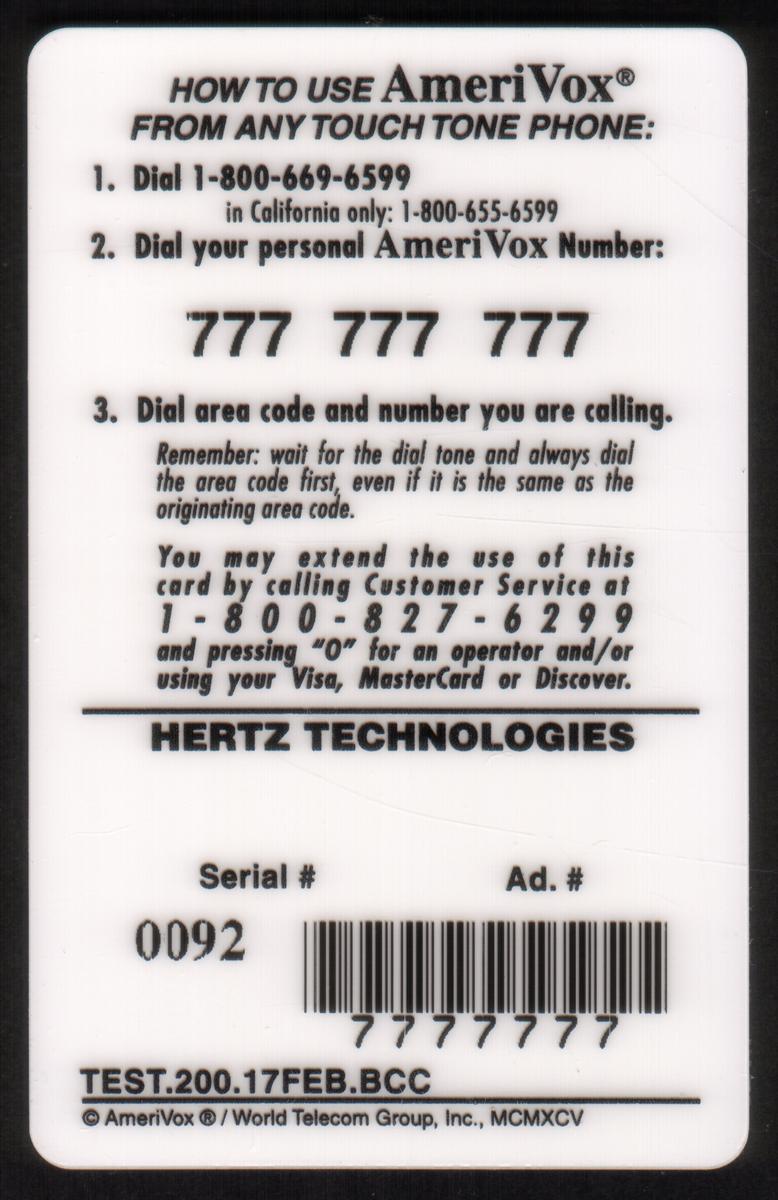 HOW TO USE AmeriVox®
FROM ANY TOUCH TONE PHONE:
1. Dial 1-800-669-6599
in California only: 1-800-655-6599
2. Dial your personal AmeriVox Number:
777 777 777
3. Dial area code and number you are calling.
Remember: wait for the dial tone and always dial
the area code first, even if it is the same as the
originating area code.
You may extend the use of this
card by calling Customer Service at
1-800-827-6299
and pressing "0" for an operator and/or
using your Visa, MasterCard or Discover.
HERTZ TECHNOLOGIES
Serial # Ad. #
0092
7777777
TEST.200.17FEB.BCC
© AmeriVox ® / World Telecom Group, Inc., MCMXCV